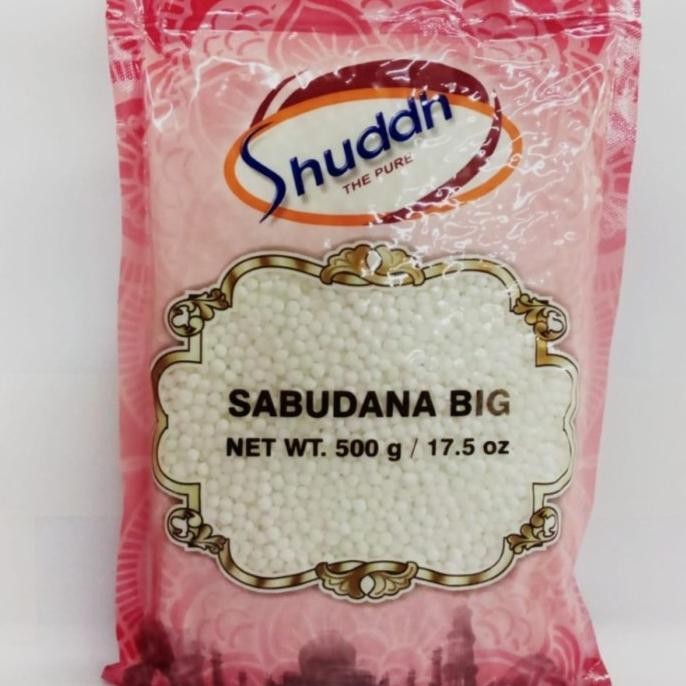 Shuddh
THE PURE
SABUDANA BIG
NET WT. 500 g / 17.5 oz